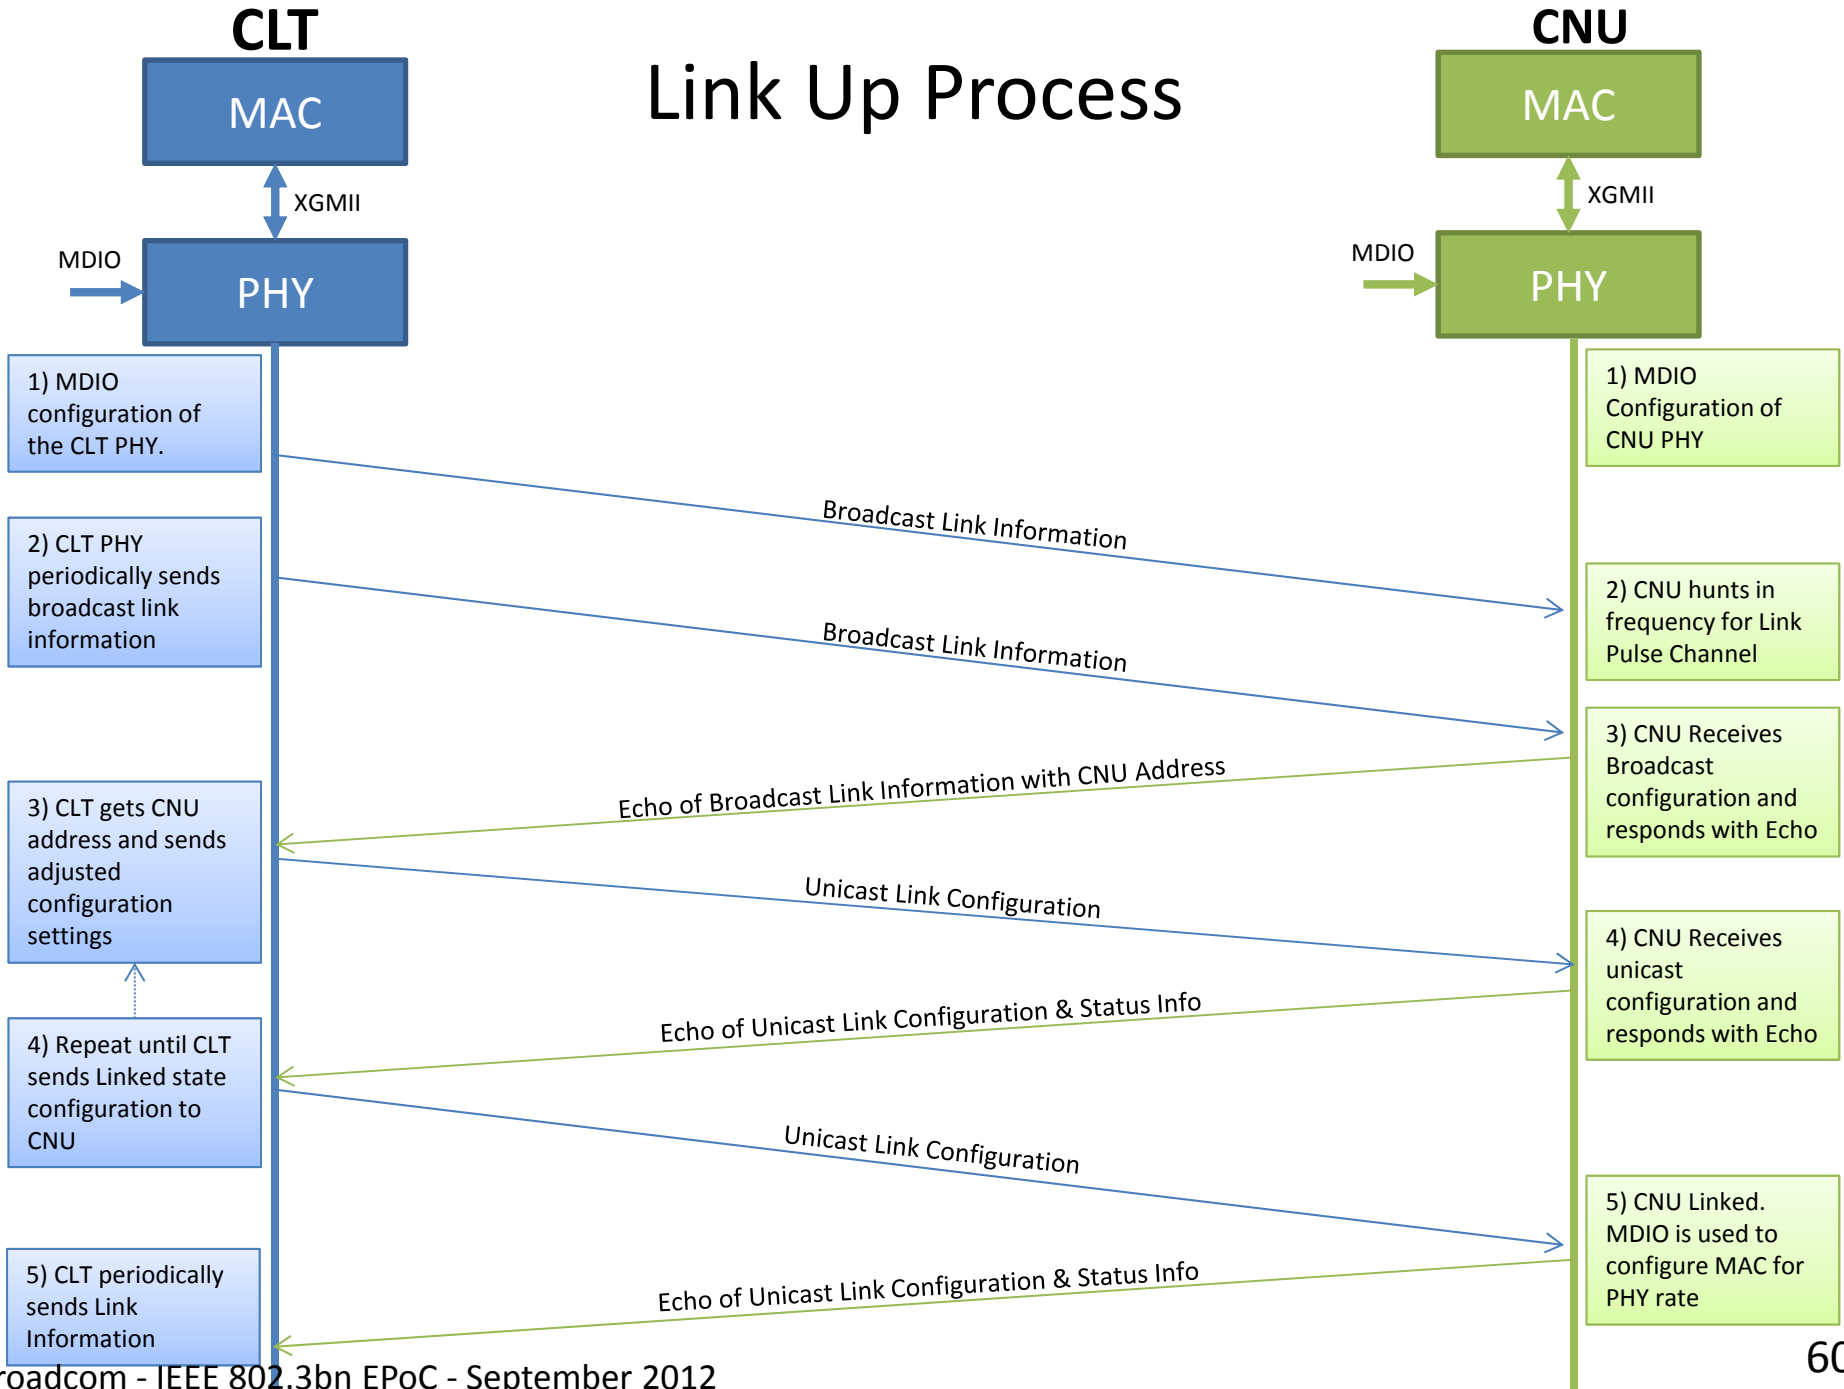 CLT
CNU
Link Up Process
MAC
MAC
XGMII
XGMII
MDIO
MDIO
PHY
PHY
1) MDIO
configuration of
the CLT PHY.
1) MDIO
Configuration of
CNU PHY
Broadcast Link Information
2) CLT PHY
periodically sends
broadcast link
information
2) CNU hunts in
frequency for Link
Pulse Channel
Broadcast Link Information
3) CNU Receives
Broadcast
configuration and
responds with Echo
Echo of Broadcast Link Information with CNU Address
3) CLT gets CNU
address and sends
adjusted
configuration
settings
Unicast Link Configuration
4) CNU Receives
unicast
configuration and
responds with Echo
Echo of Unicast Link Configuration & Status Info
4) Repeat until CLT
sends Linked state
configuration to
CNU
Unicast Link Configuration
5) CNU Linked.
MDIO is used to
configure MAC for
PHY rate
Echo of Unicast Link Configuration & Status Info
5) CLT periodically
sends Link
Information
roadcom - IEEE 802.3bn EPoC - September 2012
60